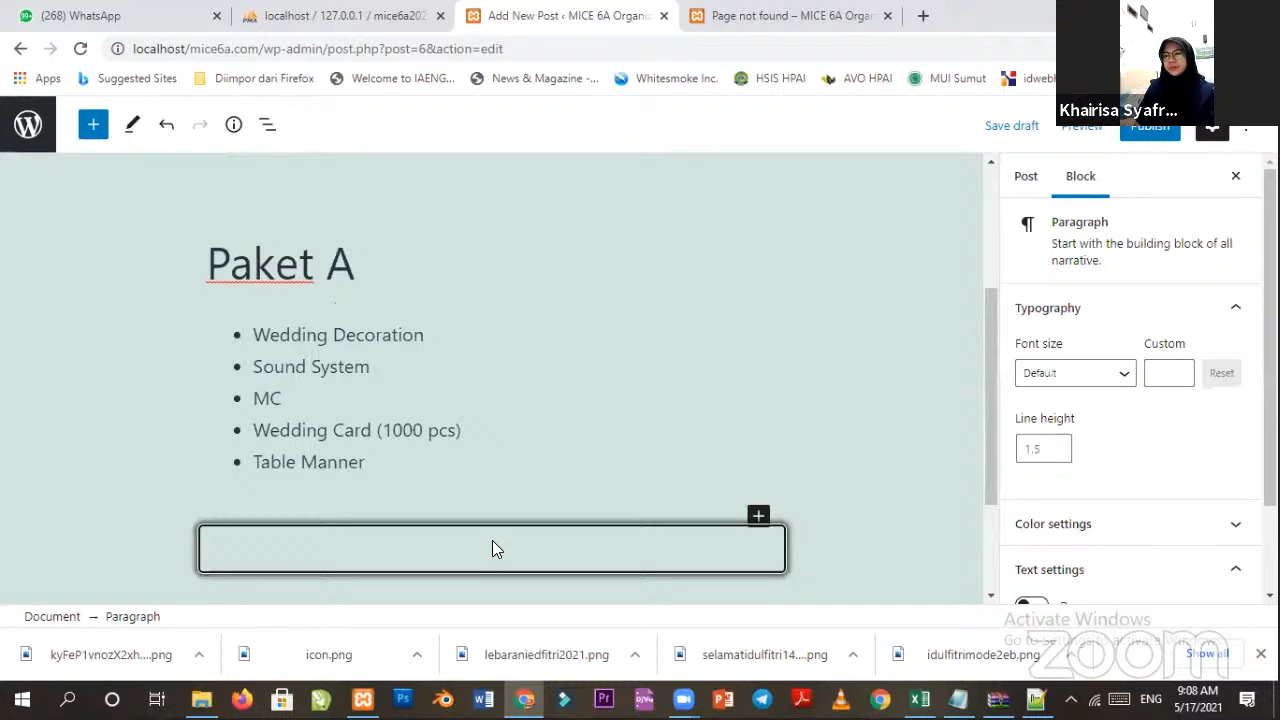 (268) WhatsApp
localhost / 127.0.0.1 / mice6a202
Add New Post ‹ MICE 6A Organi
Page not found – MICE 6A Organ
localhost/mice6a.com/wp-admin/post.php?post=6&action=edit
Apps
Suggested Sites
Diimpor dari Firefox
Welcome to IAENG...
News & Magazine -...
Whitesmoke Inc.
HSIS HPAI
AVO HPAI
MUI Sumut
idwebh
Khairisa Syafr...
Save draft
Preview
Publish
Post
Block
Paragraph
Start with the building block of all
narrative.
Paket A
Wedding Decoration
Sound System
MC
Wedding Card (1000 pcs)
Table Manner
Typography
Font size
Custom
Default
Reset
Line height
1.5
Color settings
Text settings
Document → Paragraph
Activate Windows
zoom
kyFeP1vnozX2xh....png
icon.png
lebaraniedfitri2021.png
selamatidulfitri14....png
idulfitrimode2eb.png
Show all
ENG
9:08 AM
5/17/2021